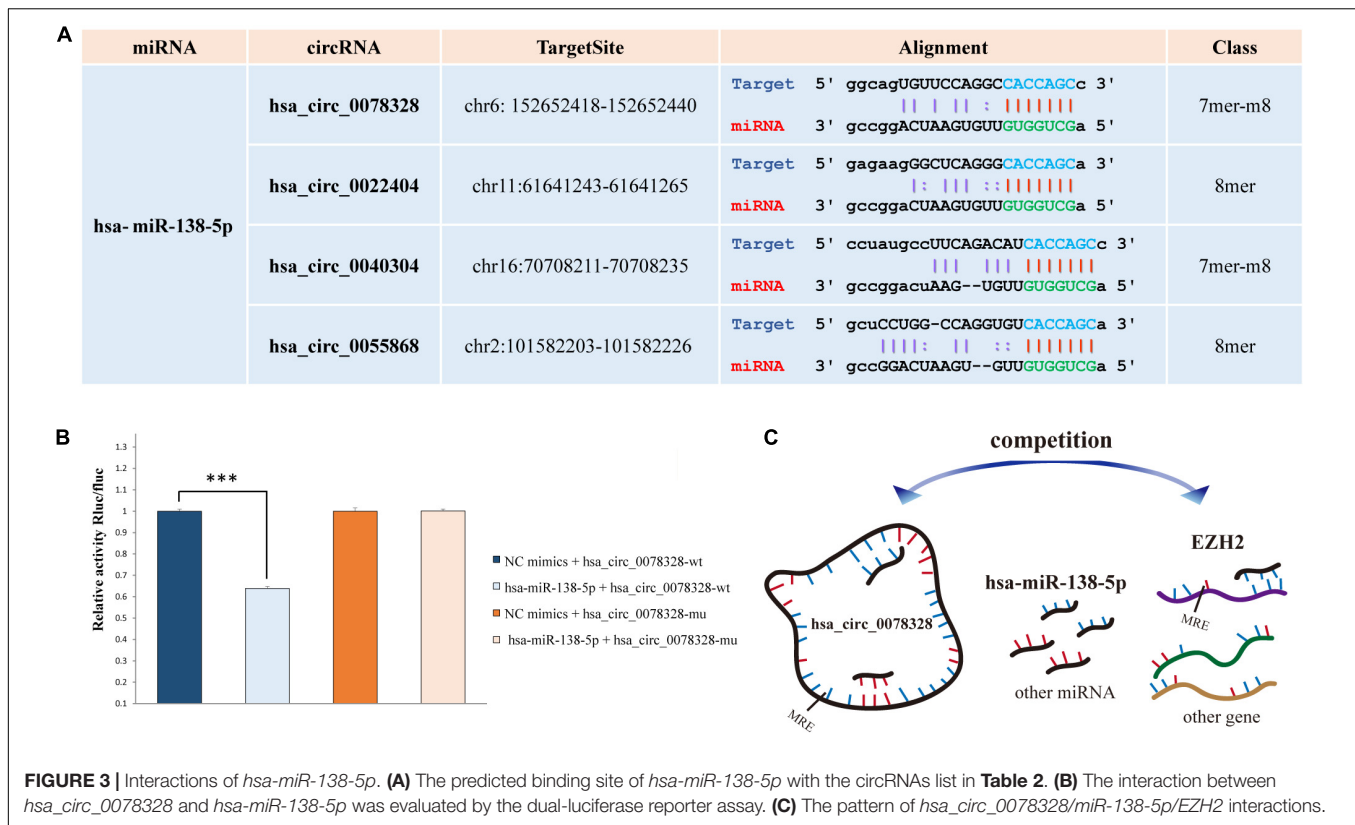 A
miRNA circRNA TargetSite Alignment Class
hsa- miR-138-5p
hsa_circ_0078328 chr6: 152652418-152652440
Target 5' ggcagUGUUCCAGGCCACCAGCc 3'
|| | || : |||||||
miRNA 3' gccggACUAAGUGUUGUGGUCGa 5'
7mer-m8
hsa_circ_0022404 chr11:61641243-61641265
Target 5' gagaagGGCUCAGGGCACCAGCa 3'
|: ||| :: |||||||
miRNA 3' gccggaCUAAGUGUUGUGGUCGa 5'
8mer
hsa_circ_0040304 chr16:70708211-70708235
Target 5' ccuaugccUUCAGACAUCACCAGCc 3'
||| ||| |||||||
miRNA 3' gccggacuAAG--UGUUGUGGUCGa 5'
7mer-m8
hsa_circ_0055868 chr2:101582203-101582226
Target 5' gcuCCUGG-CCAGGUGUCACCAGCa 3'
||||: || :: |||||||
miRNA 3' gccGGACUAAGU--GUUGUGGUCGa 5'
8mer
B
Relative activity Rluc/fluc
1.3
1.2
1.1
1
0.9
0.8
0.7
0.6
0.5
0.4
0.3
0.2
0.1
***
NC mimics + hsa_circ_0078328-wt
hsa-miR-138-5p + hsa_circ_0078328-wt
NC mimics + hsa_circ_0078328-mu
hsa-miR-138-5p + hsa_circ_0078328-mu
C
competition
hsa_circ_0078328
MRE
hsa-miR-138-5p
other miRNA
EZH2
MRE
other gene
FIGURE 3 | Interactions of hsa-miR-138-5p. (A) The predicted binding site of hsa-miR-138-5p with the circRNAs list in Table 2. (B) The interaction between
hsa_circ_0078328 and hsa-miR-138-5p was evaluated by the dual-luciferase reporter assay. (C) The pattern of hsa_circ_0078328/miR-138-5p/EZH2 interactions.